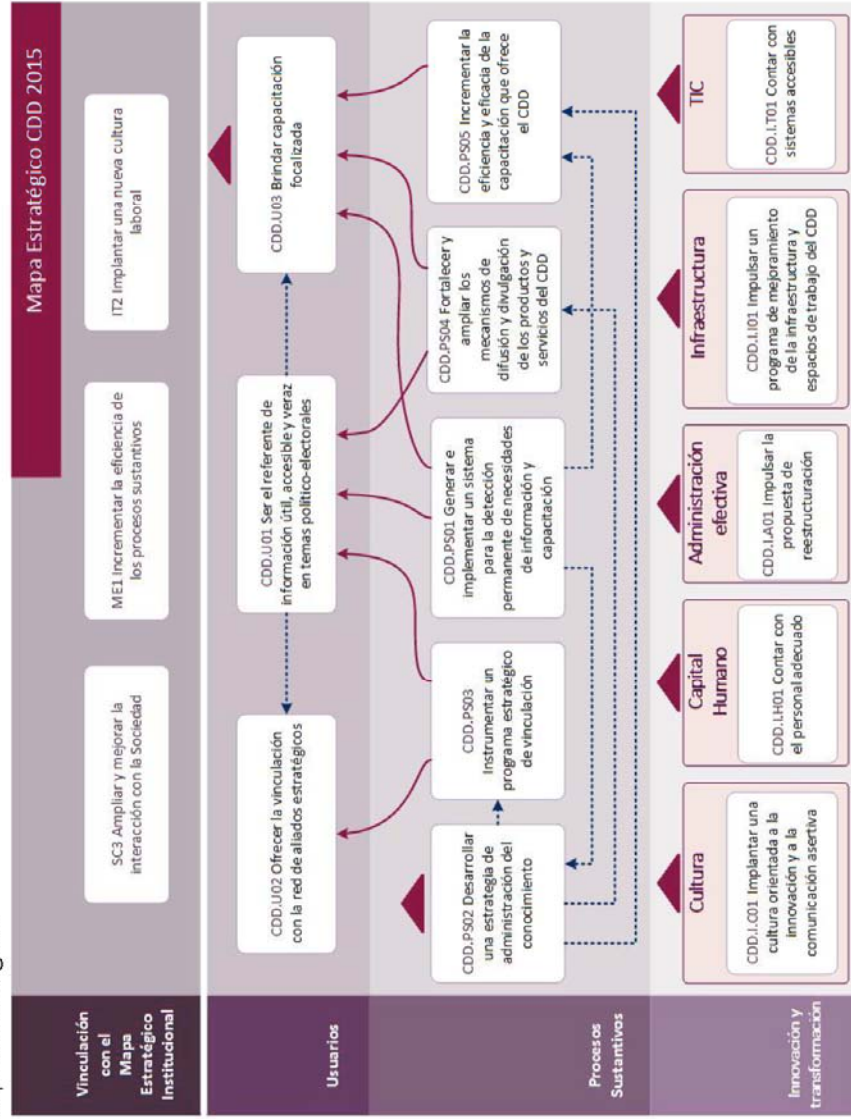 Mapa Estratégico CDD 2015
Vinculación
con el
Mapa
Estratégico
Institucional
SC3 Ampliar y mejorar la
interacción con la Sociedad
ME1 Incrementar la eficiencia de
los procesos sustantivos
IT2 Implantar una nueva cultura
laboral
Usuarios
CDD.U02 Ofrecer la vinculación
con la red de aliados estratégicos
CDD.U01 Ser el referente de
información útil, accesible y veraz
en temas político-electorales
CDD.U03 Brindar capacitación
focalizada
Procesos
Sustantivos
CDD.PS02 Desarrollar
una estrategia de
administración del
conocimiento
CDD.PS03
Instrumentar un
programa estratégico
de vinculación
CDD.PS01 Generar e
implementar un sistema
para la detección
permanente de necesidades
de información y
capacitación
CDD.PS04 Fortalecer y
ampliar los
mecanismos de
difusión y divulgación
de los productos y
servicios del CDD
CDD.PS05 Incrementar la
eficiencia y eficacia de la
capacitación que ofrece
el CDD
Innovación y
transformación
Cultura
CDD.I.C01 Implantar una
cultura orientada a la
innovación y a la
comunicación asertiva
Capital
Humano
CDD.I.H01 Contar con
el personal adecuado
Administración
efectiva
CDD.I.A01 Impulsar la
propuesta de
reestructuración
Infraestructura
CDD.I.I01 Impulsar un
programa de mejoramiento
de la infraestructura y
espacios de trabajo del CDD
TIC
CDD.I.T01 Contar con
sistemas accesibles